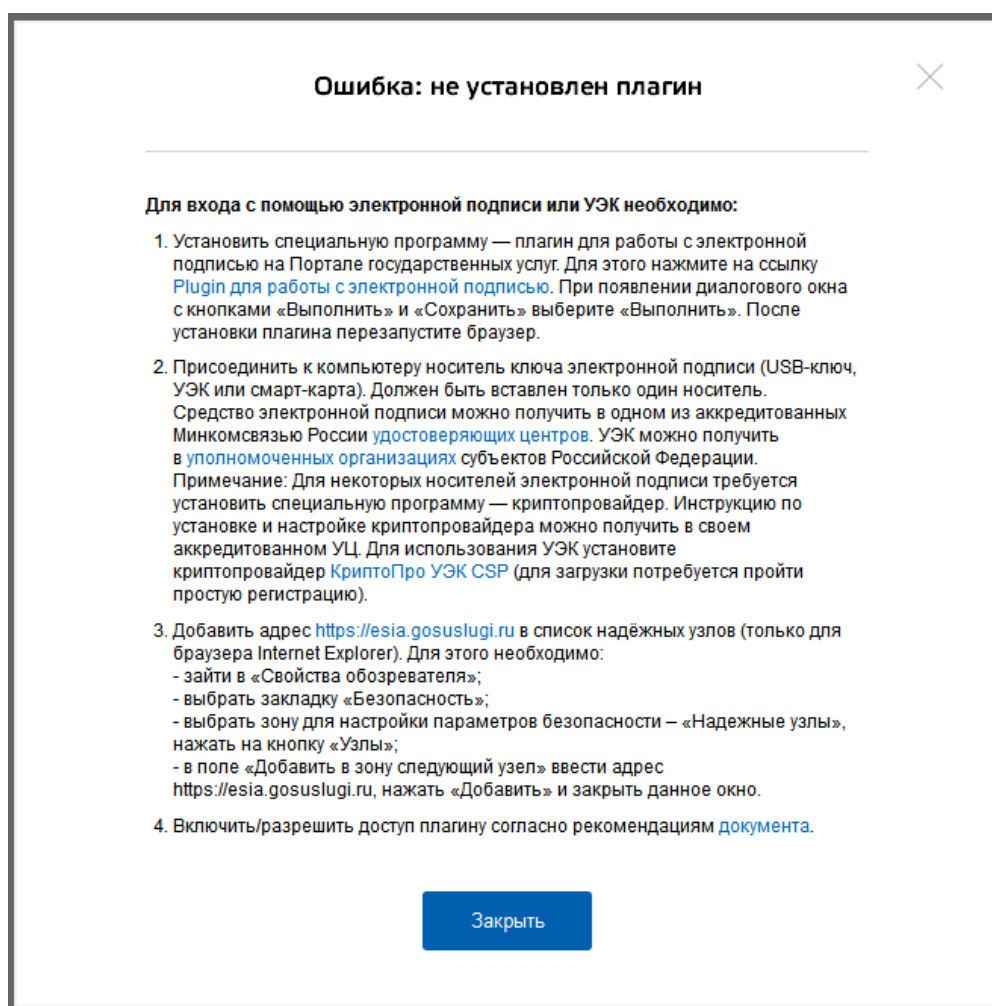 Ошибка: не установлен плагин
Для входа с помощью электронной подписи или УЭК необходимо:
1. Установить специальную программу — плагин для работы с электронной
подписью на Портале государственных услуг. Для этого нажмите на ссылку
Plugin для работы с электронной подписью. При появлении диалогового окна
с кнопками «Выполнить» и «Сохранить» выберите «Выполнить». После
установки плагина перезапустите браузер.
2. Присоединить к компьютеру носитель ключа электронной подписи (USB-ключ,
УЭК или смарт-карта). Должен быть вставлен только один носитель.
Средство электронной подписи можно получить в одном из аккредитованных
Минкомсвязью России удостоверяющих центров. УЭК можно получить
в уполномоченных организациях субъектов Российской Федерации.
Примечание: Для некоторых носителей электронной подписи требуется
установить специальную программу — криптопровайдер. Инструкцию по
установке и настройке криптопровайдера можно получить в своем
аккредитованном УЦ. Для использования УЭК установите
криптопровайдер КриптоПро УЭК CSP (для загрузки потребуется пройти
простую регистрацию).
3. Добавить адрес https://esia.gosuslugi.ru в список надёжных узлов (только для
браузера Internet Explorer). Для этого необходимо:
- зайти в «Свойства обозревателя»;
- выбрать закладку «Безопасность»;
- выбрать зону для настройки параметров безопасности – «Надежные узлы»,
нажать на кнопку «Узлы»;
- в поле «Добавить в зону следующий узел» ввести адрес
https://esia.gosuslugi.ru, нажать «Добавить» и закрыть данное окно.
4. Включить/разрешить доступ плагину согласно рекомендациям документа.
Закрыть